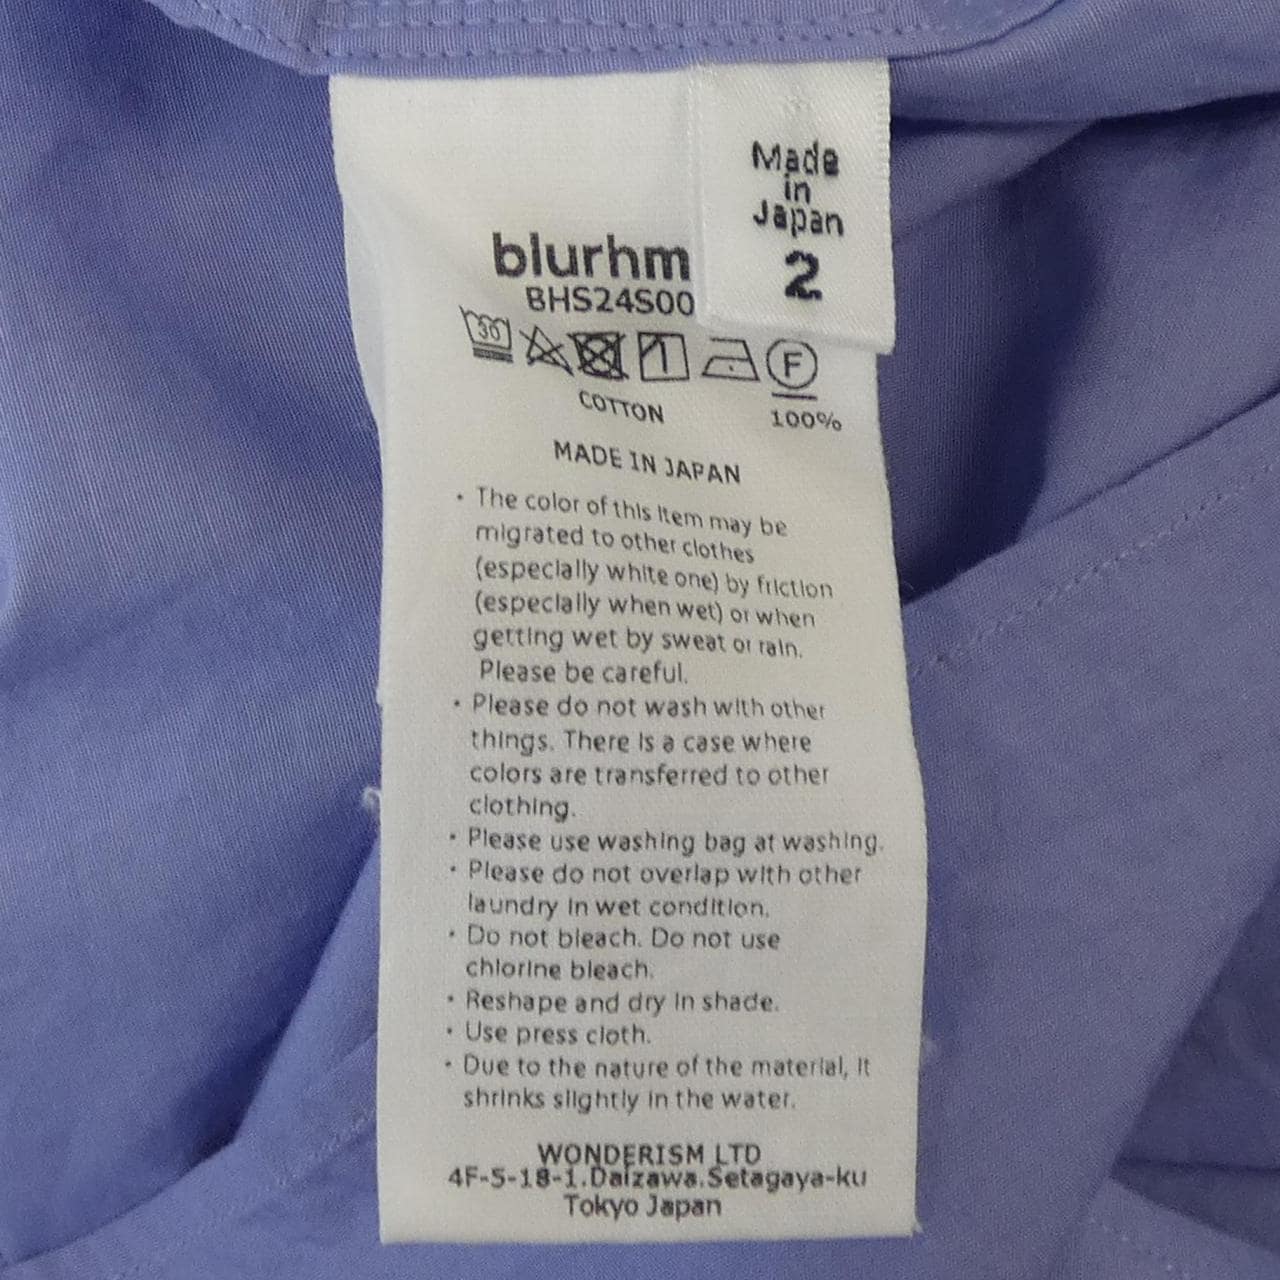 Made
in
Japan
2
blurhm
BHS24S00
30
F
COTTON 100%
MADE IN JAPAN
・The color of this item may be
migrated to other clothes
(especially white one) by friction
(especially when wet) or when
getting wet by sweat or rain.
Please be careful.
・Please do not wash with other
things. There is a case where
colors are transferred to other
clothing.
・Please use washing bag at washing.
・Please do not overlap with other
laundry in wet condition.
・Do not bleach. Do not use
chlorine bleach.
・Reshape and dry in shade.
・Use press cloth.
・Due to the nature of the material, it
shrinks slightly in the water.
WONDERISM LTD
4F-5-18-1.Daizawa.Setagaya-ku
Tokyo Japan